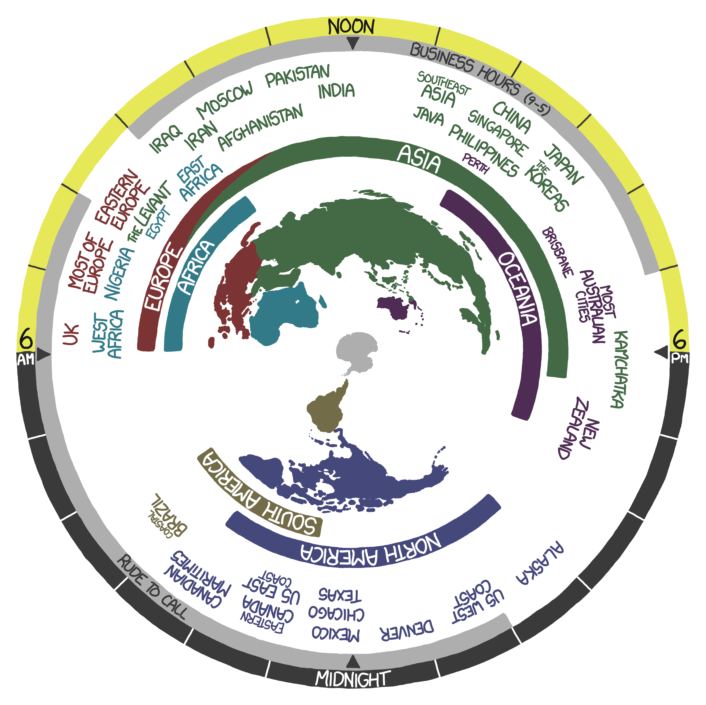 NOON
BUSINESS HOURS (9-5)
PAKISTAN
MOSCOW
INDIA
IRAQ
IRAN
AFGHANISTAN
SOUTHEAST
ASIA
CHINA
JAVA
SINGAPORE
PHILIPPINES
JAPAN
THE
KOREAS
PERTH
ASIA
EASTERN
EUROPE
EAST
AFRICA
THE LEVANT
EGYPT
MOST OF
EUROPE
NIGERIA
EUROPE
AFRICA
OCEANIA
BRISBANE
MOST
AUSTRALIAN
CITIES
UK
WEST
AFRICA
KAMCHATKA
6
AM
6
PM
NEW
ZEALAND
SOUTH AMERICA
NORTH AMERICA
COASTAL
BRAZIL
CANADIAN
MARITIMES
US EAST
COAST
EASTERN
CANADA
TEXAS
CHICAGO
MEXICO
DENVER
US WEST
COAST
ALASKA
RUDE TO CALL
MIDNIGHT